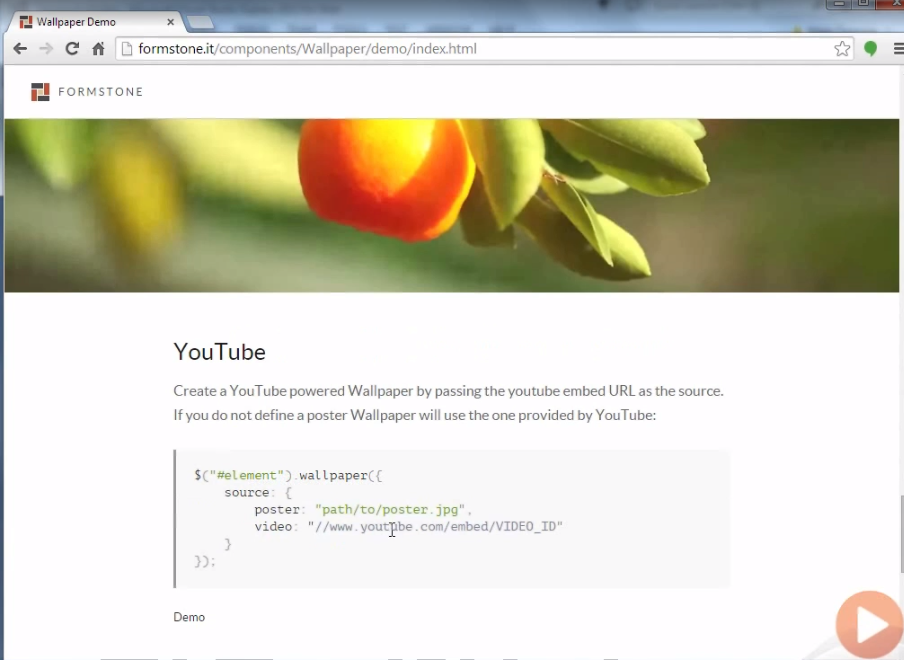 Wallpaper Demo
formstone.it/components/Wallpaper/demo/index.html
FORMSTONE
YouTube
Create a YouTube powered Wallpaper by passing the youtube embed URL as the source.
If you do not define a poster Wallpaper will use the one provided by YouTube:
$("#element").wallpaper({
source: {
poster: "path/to/poster.jpg",
video: "//www.youtube.com/embed/VIDEO_ID"
}
});
Demo